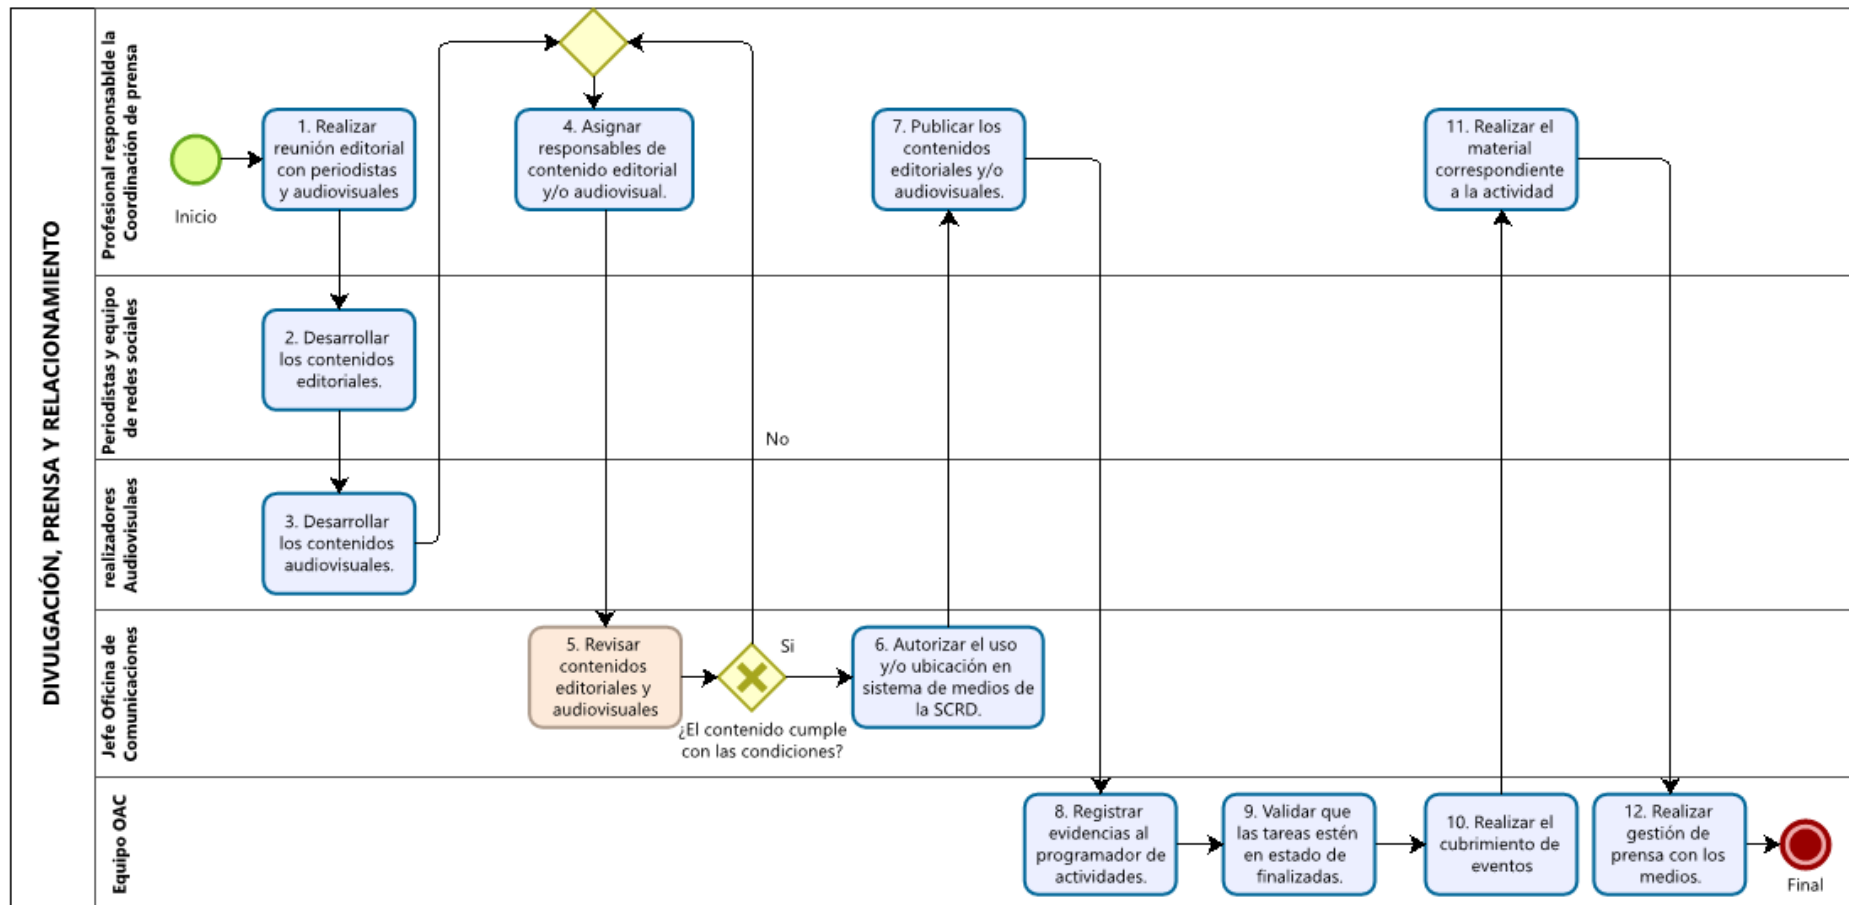 DIVULGACIÓN, PRENSA Y RELACIONAMIENTO
Profesional responsablde la
Coordinación de prensa
Inicio
1. Realizar
reunión editorial
con periodistas
y audiovisuales
4. Asignar
responsables de
contenido editorial
y/o audiovisual.
7. Publicar los
contenidos
editoriales y/o
audiovisuales.
11. Realizar el
material
correspondiente
a la actividad
Periodistas y equipo
de redes sociales
2. Desarrollar
los contenidos
editoriales.
No
realizadores
Audiovisulaes
3. Desarrollar
los contenidos
audiovisuales.
Jefe Oficina de
Comunicaciones
5. Revisar
contenidos
editoriales y
audiovisuales
Si
¿El contenido cumple
con las condiciones?
6. Autorizar el uso
y/o ubicación en
sistema de medios de
la SCRD.
Equipo OAC
8. Registrar
evidencias al
programador de
actividades.
9. Validar que
las tareas estén
en estado de
finalizadas.
10. Realizar el
cubrimiento de
eventos
12. Realizar
gestión de
prensa con los
medios.
Final